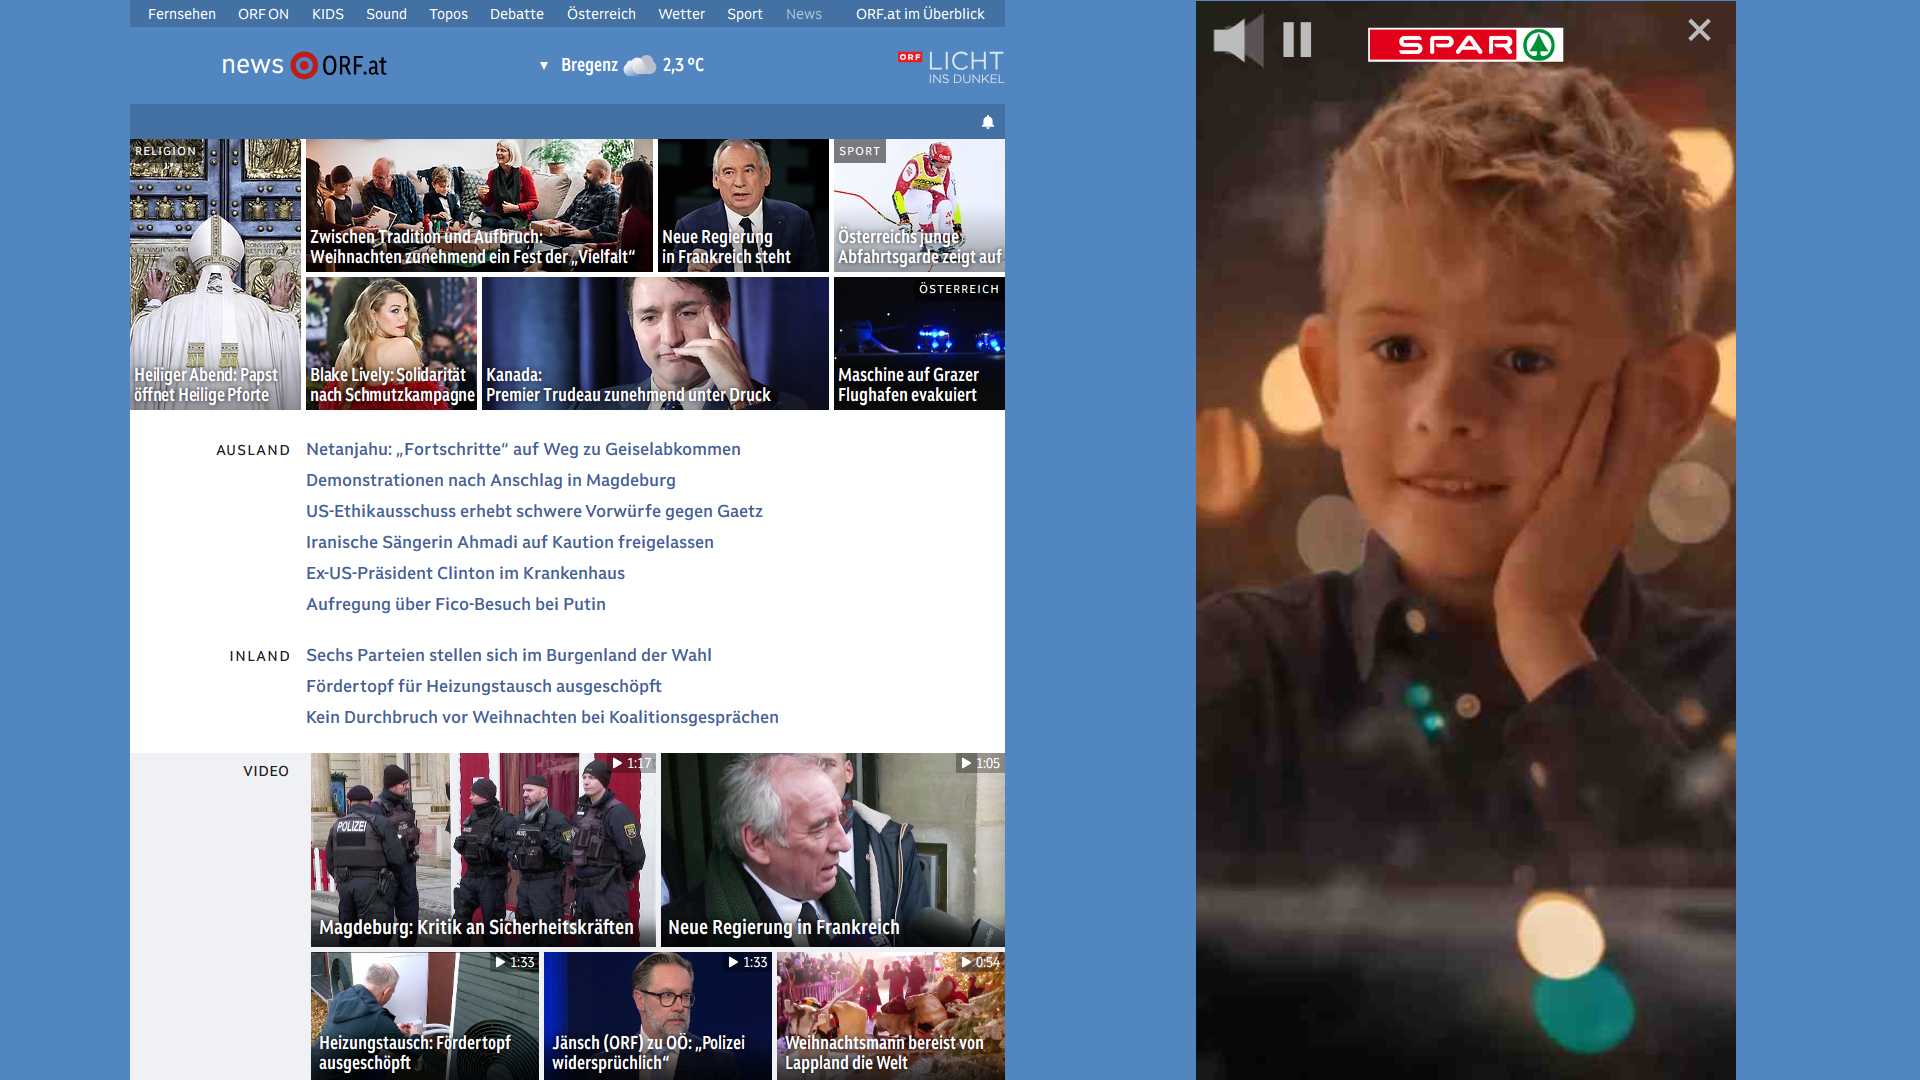 Fernsehen ORF ON KIDS Sound Topos Debatte Österreich Wetter Sport News ORF.at im Überblick
news ORF.at
▼ Bregenz 2,3 °C
ORF LICHT
INS DUNKEL
RELIGION
Heiliger Abend: Papst
öffnet Heilige Pforte
Zwischen Tradition und Aufbruch:
Weihnachten zunehmend ein Fest der „Vielfalt“
Neue Regierung
in Frankreich steht
SPORT
Österreichs junge
Abfahrtsgarde zeigt auf
Blake Lively: Solidarität
nach Schmutzkampagne
Kanada:
Premier Trudeau zunehmend unter Druck
ÖSTERREICH
Maschine auf Grazer
Flughafen evakuiert
AUSLAND
Netanjahu: „Fortschritte“ auf Weg zu Geiselabkommen
Demonstrationen nach Anschlag in Magdeburg
US-Ethikausschuss erhebt schwere Vorwürfe gegen Gaetz
Iranische Sängerin Ahmadi auf Kaution freigelassen
Ex-US-Präsident Clinton im Krankenhaus
Aufregung über Fico-Besuch bei Putin
INLAND
Sechs Parteien stellen sich im Burgenland der Wahl
Fördertopf für Heizungstausch ausgeschöpft
Kein Durchbruch vor Weihnachten bei Koalitionsgesprächen
VIDEO
1:17
POLIZEI
Magdeburg: Kritik an Sicherheitskräften
1:05
Neue Regierung in Frankreich
1:33
Heizungstausch: Fördertopf
ausgeschöpft
1:33
Jänsch (ORF) zu OÖ: „Polizei
widersprüchlich“
0:54
Weihnachtsmann bereist von
Lappland die Welt
SPAR